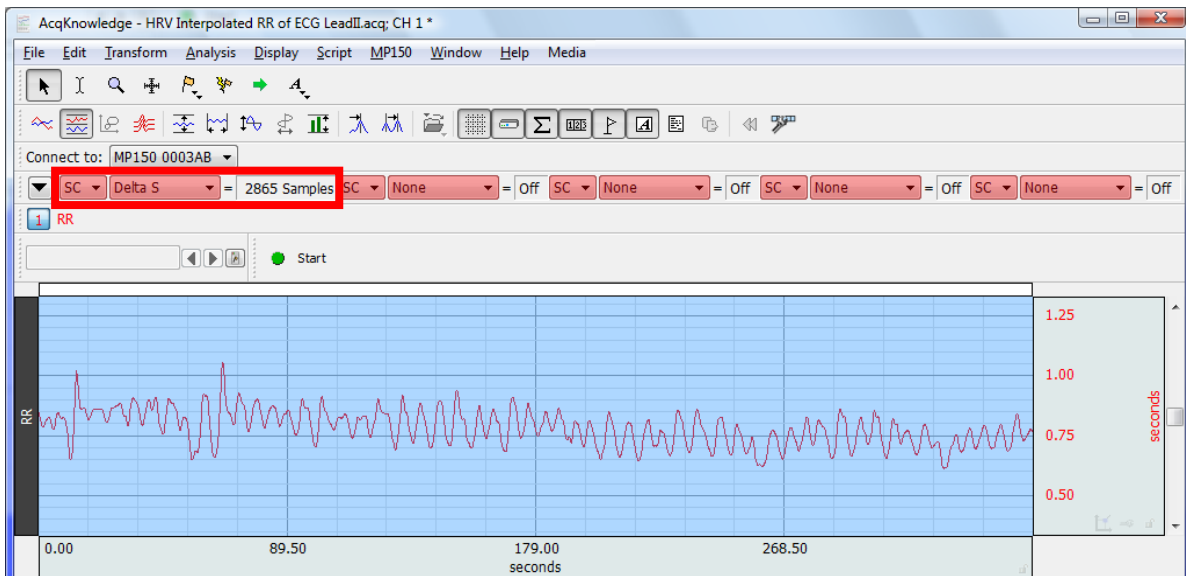 AcqKnowledge - HRV Interpolated RR of ECG LeadII.acq; CH 1 *
File Edit Transform Analysis Display Script MP150 Window Help Media
Connect to: MP150 0003AB
SC Delta S = 2865 Samples SC None = Off SC None = Off SC None = Off SC None = Off
1 RR
Start
1.25
1.00
0.75
0.50
seconds
RR
0.00 89.50 179.00 268.50
seconds